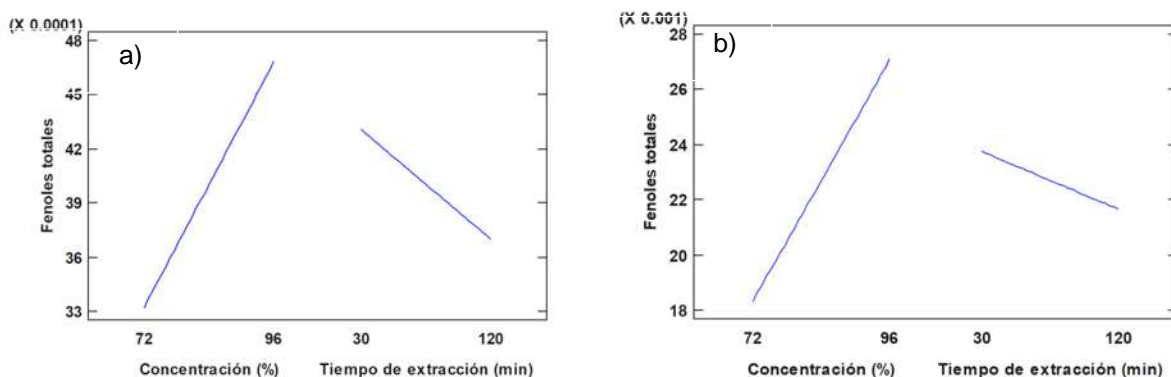 (X 0.0001)
a)
48
45
42
39
36
33
Fenoles totales
72 96 30 120
Concentración (%) Tiempo de extracción (min)
(X 0.001)
b)
28
26
24
22
20
18
Fenoles totales
72 96 30 120
Concentración (%) Tiempo de extracción (min)